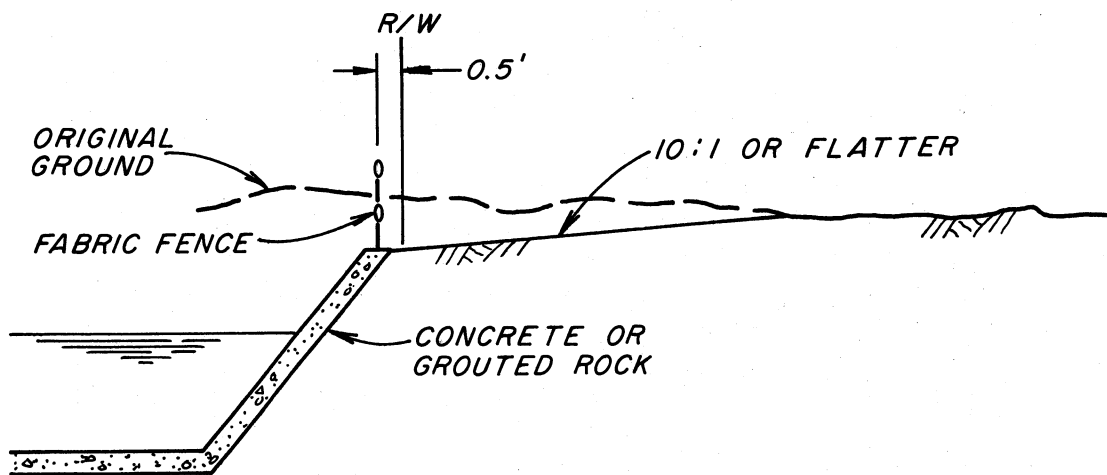 R/W
0.5'
ORIGINAL
GROUND
10:1 OR FLATTER
FABRIC FENCE
CONCRETE OR
GROUTED ROCK